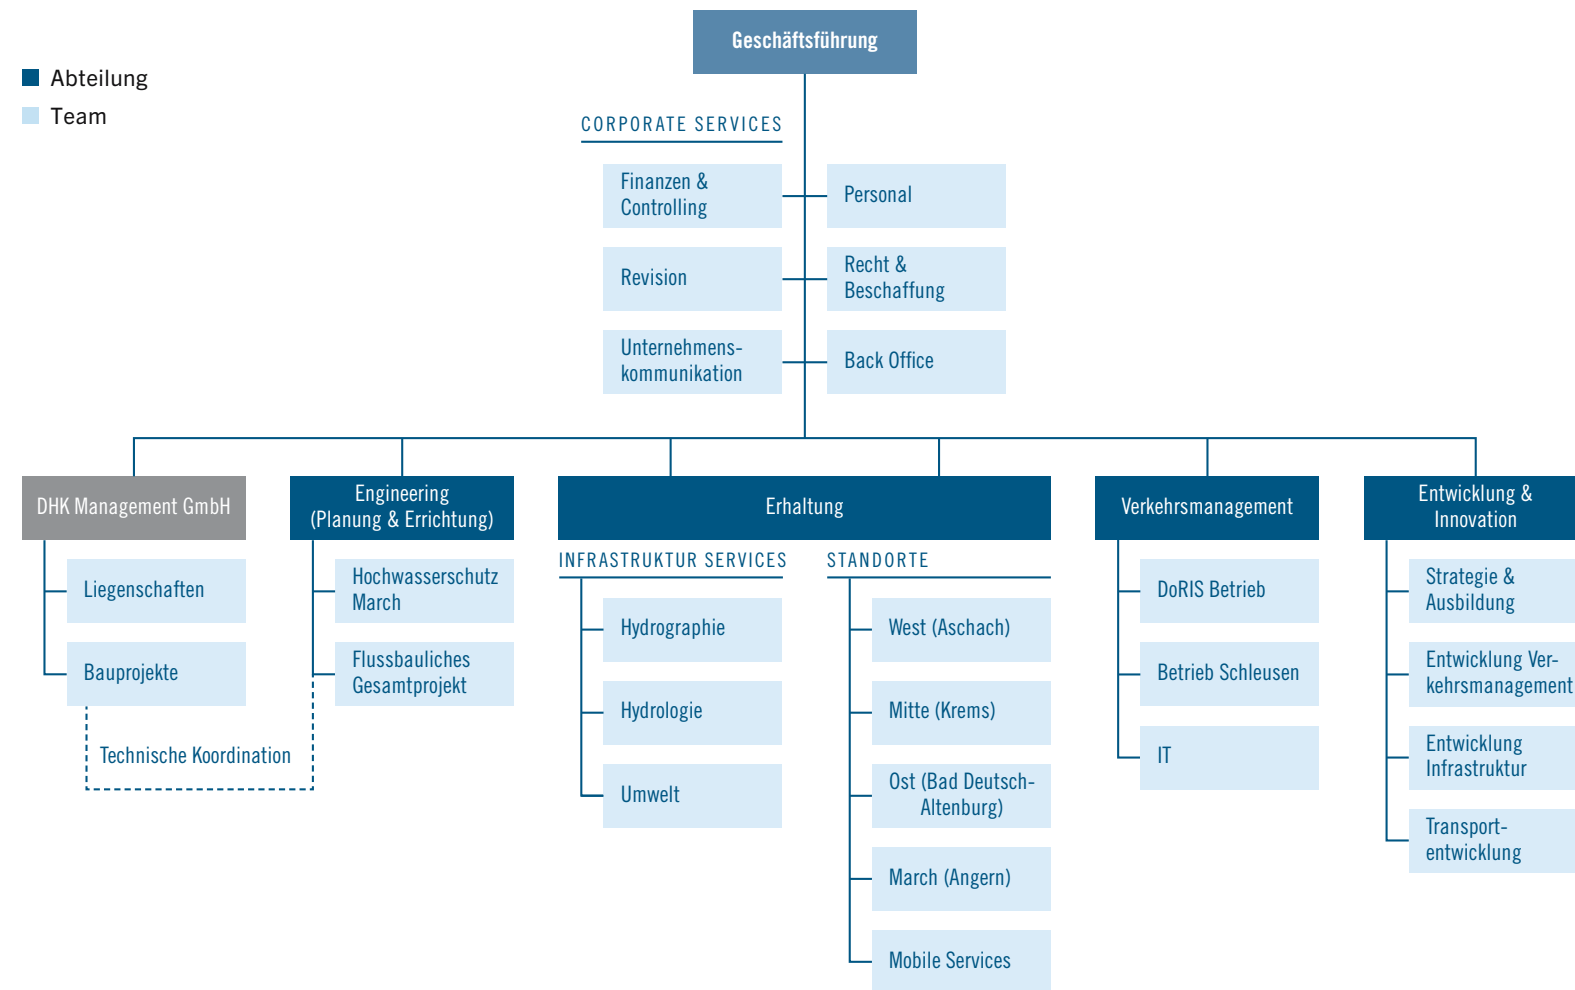 Geschäftsführung
Abteilung
Team
CORPORATE SERVICES
Finanzen &
Controlling
Personal
Revision
Recht &
Beschaffung
Unternehmens-
kommunikation
Back Office
DHK Management GmbH
Liegenschaften
Bauprojekte
Technische Koordination
Engineering
(Planung & Errichtung)
Hochwasserschutz
March
Flussbauliches
Gesamtprojekt
Erhaltung
INFRASTRUKTUR SERVICES
Hydrographie
Hydrologie
Umwelt
STANDORTE
West (Aschach)
Mitte (Krems)
Ost (Bad Deutsch-
Altenburg)
March (Angern)
Mobile Services
Verkehrsmanagement
DoRIS Betrieb
Betrieb Schleusen
IT
Entwicklung &
Innovation
Strategie &
Ausbildung
Entwicklung Ver-
kehrsmanagement
Entwicklung
Infrastruktur
Transport-
entwicklung